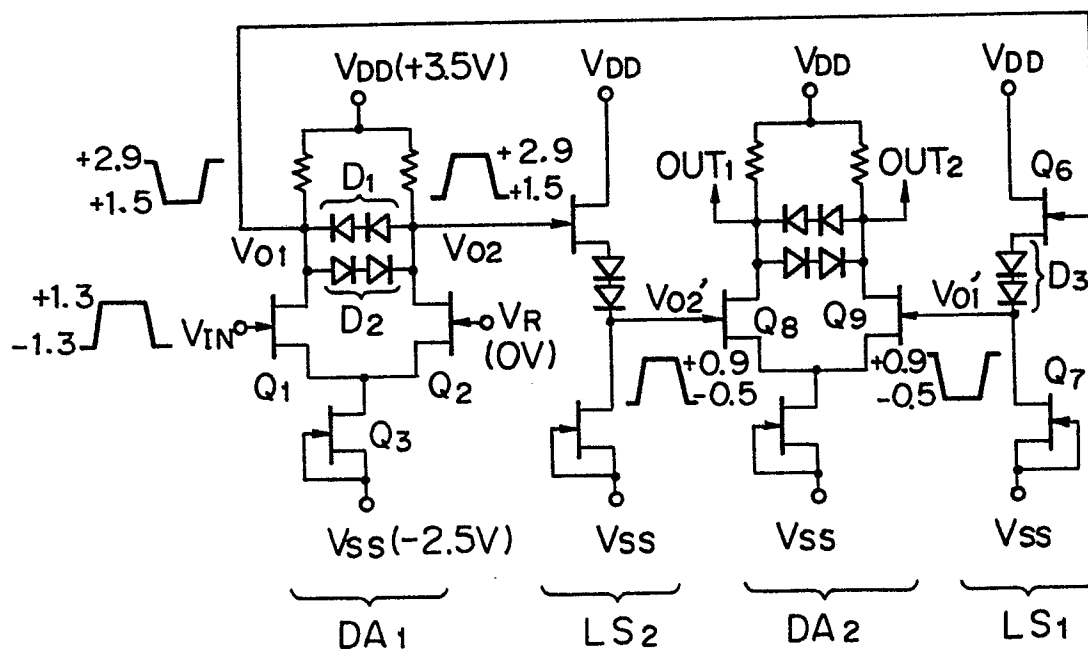 VDD(+3.5V)
VDD
VDD
VDD
+2.9
+1.5
D1
+2.9
+1.5
OUT1
OUT2
Q6
VO1
VO2
D3
+1.3
-1.3
VIN
D2
VR
(0V)
VO2'
Q8
Q9
VO1'
Q1
Q2
+0.9
-0.5
+0.9
-0.5
Q7
Q3
VSS(-2.5V)
VSS
VSS
VSS
DA1
LS2
DA2
LS1